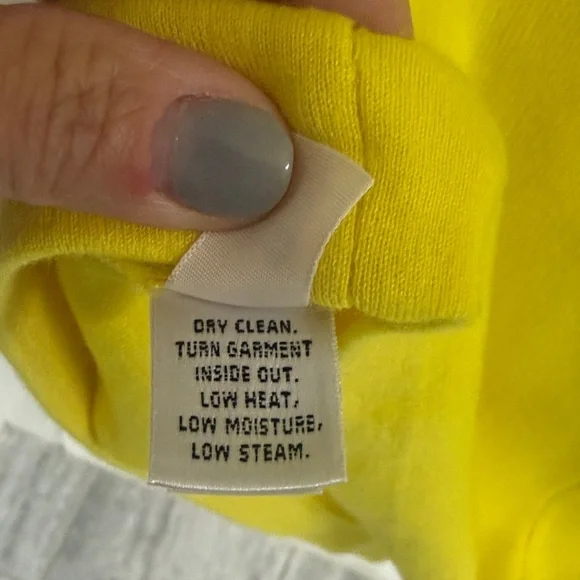 DRY CLEAN.
TURN GARMENT
INSIDE OUT.
LOW HEAT,
LOW MOISTURE,
LOW STEAM.